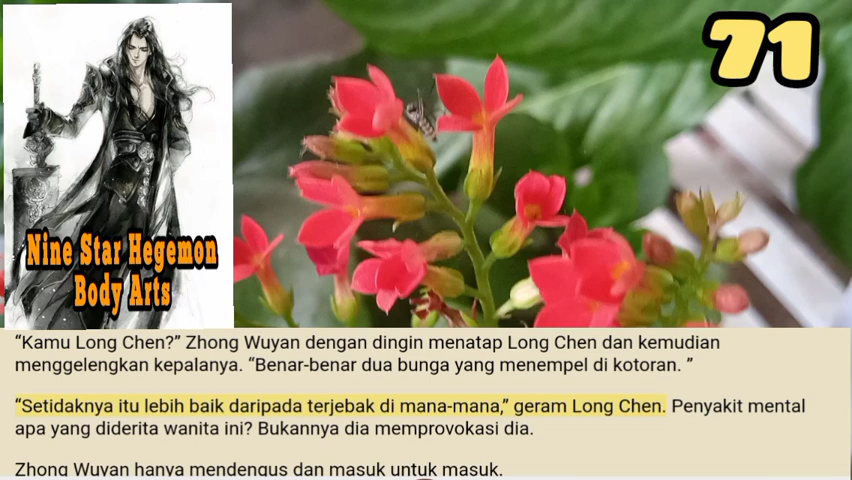 71
Nine Star Hegemon
Body Arts
“Kamu Long Chen?” Zhong Wuyan dengan dingin menatap Long Chen dan kemudian
menggelengkan kepalanya. “Benar-benar dua bunga yang menempel di kotoran. ”
“Setidaknya itu lebih baik daripada terjebak di mana-mana,” geram Long Chen. Penyakit mental
apa yang diderita wanita ini? Bukannya dia memprovokasi dia.
Zhong Wuyan hanya mendengus dan masuk untuk masuk.